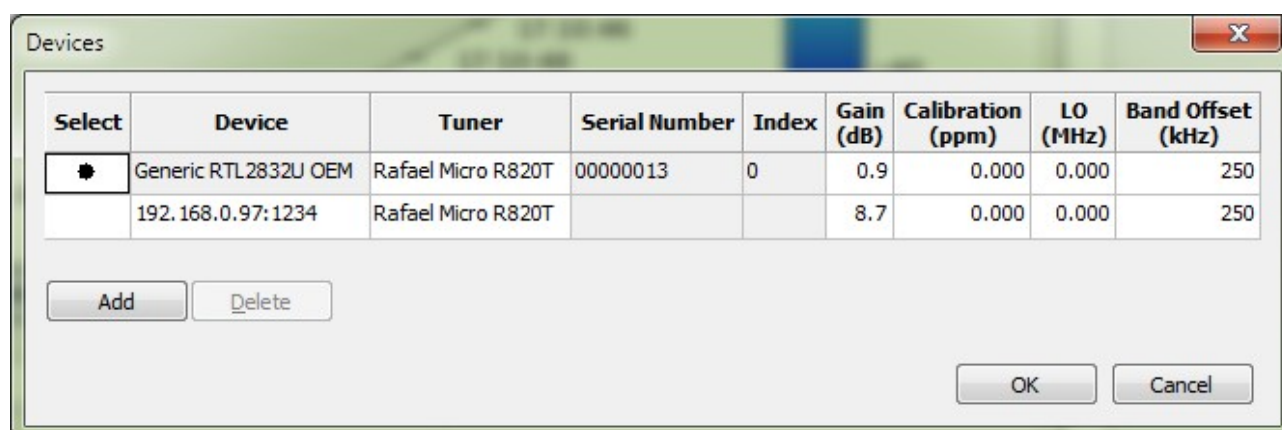 Devices
Select Device Tuner Serial Number Index Gain (dB) Calibration (ppm) LO (MHz) Band Offset (kHz)
Generic RTL2832U OEM Rafael Micro R820T 00000013 0 0.9 0.000 0.000 250
192.168.0.97:1234 Rafael Micro R820T 8.7 0.000 0.000 250
Add Delete
OK Cancel